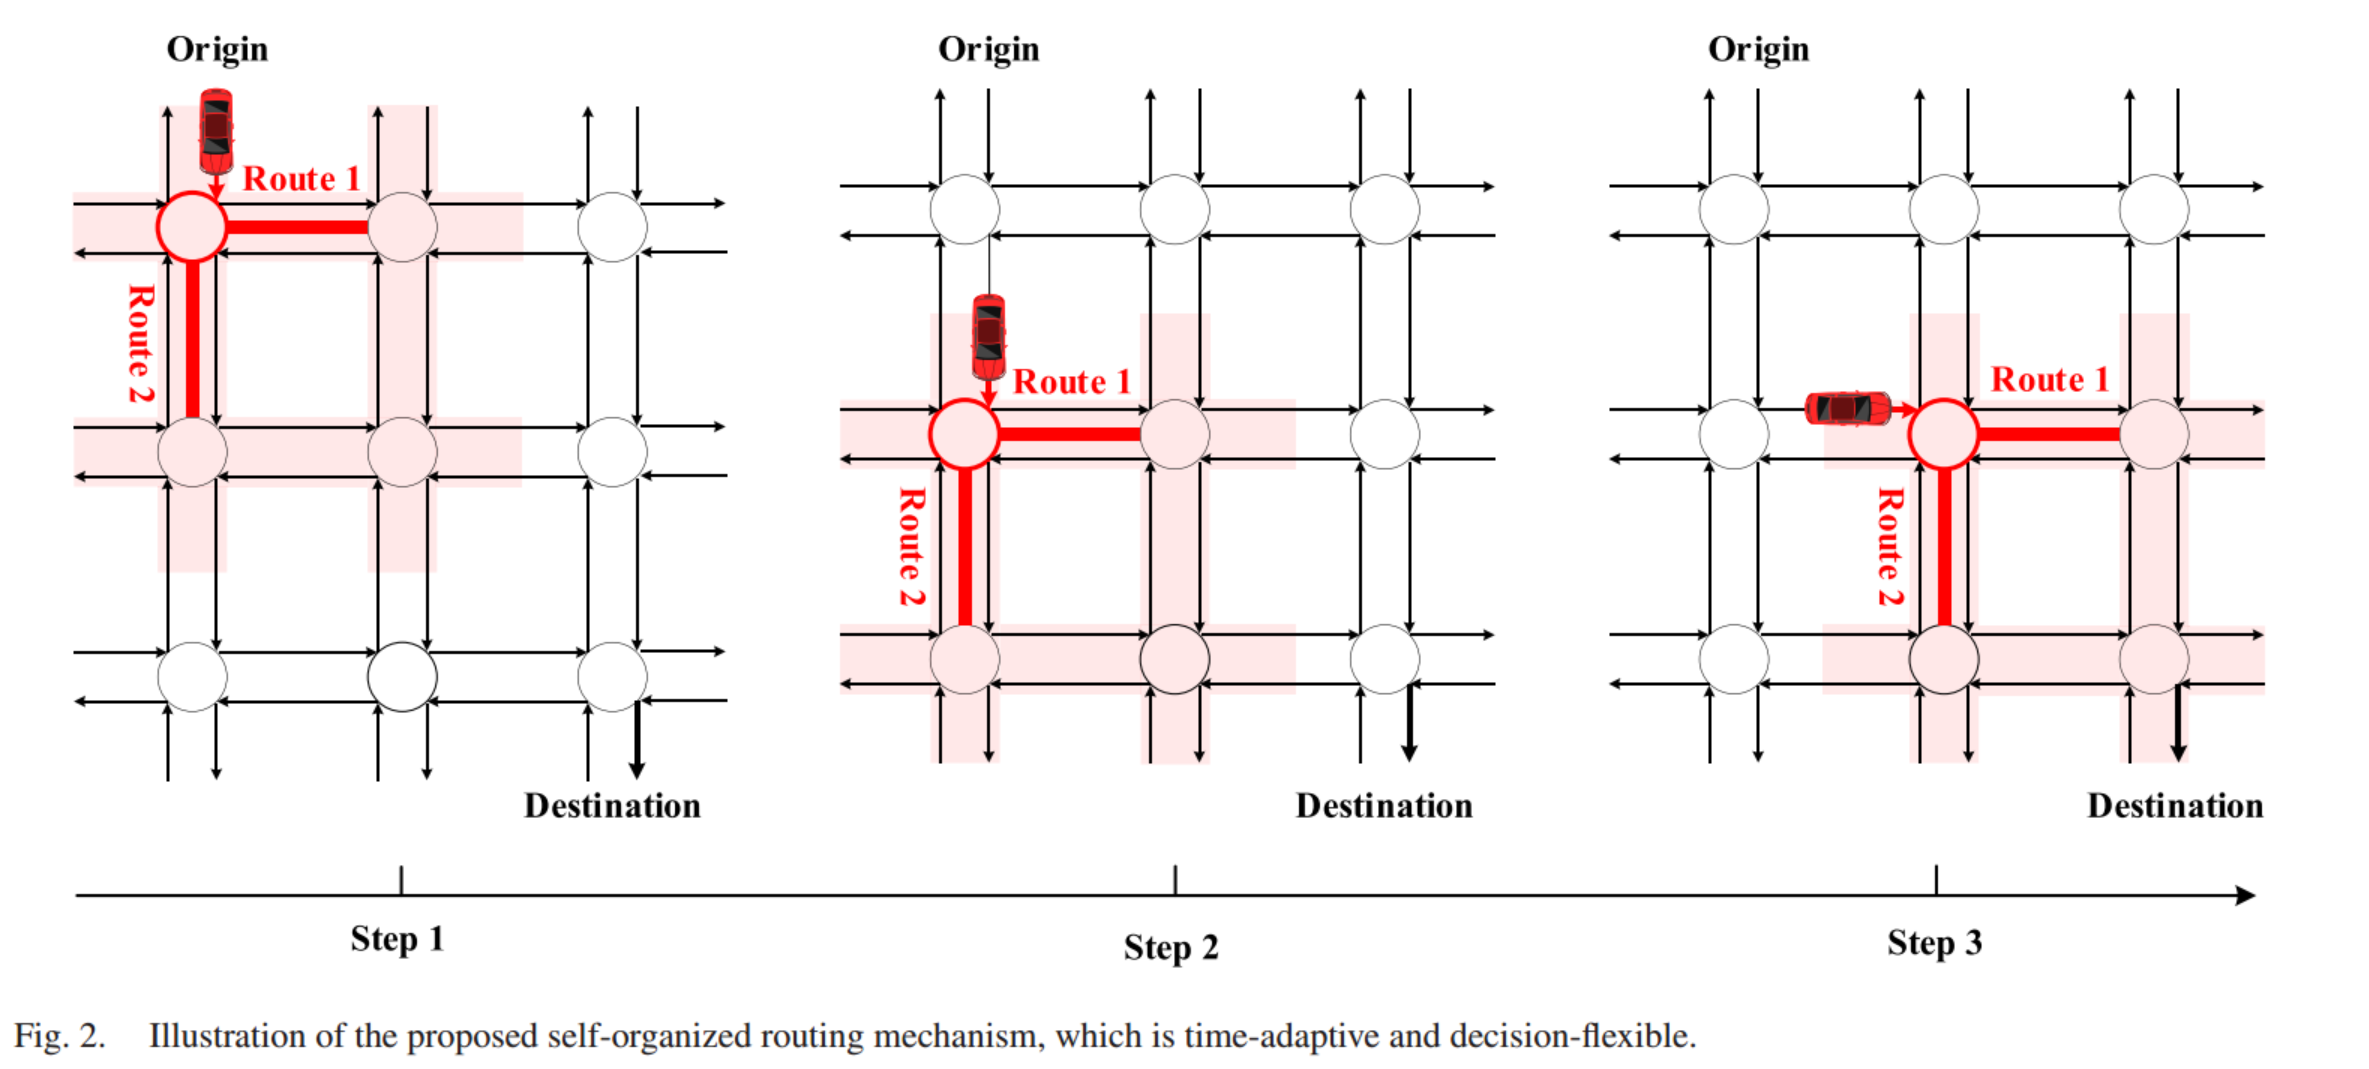 Origin
Origin
Origin
Route 1
Route 2
Route 1
Route 2
Route 1
Route 2
Destination
Destination
Destination
Step 1
Step 2
Step 3
Fig. 2. Illustration of the proposed self-organized routing mechanism, which is time-adaptive and decision-flexible.